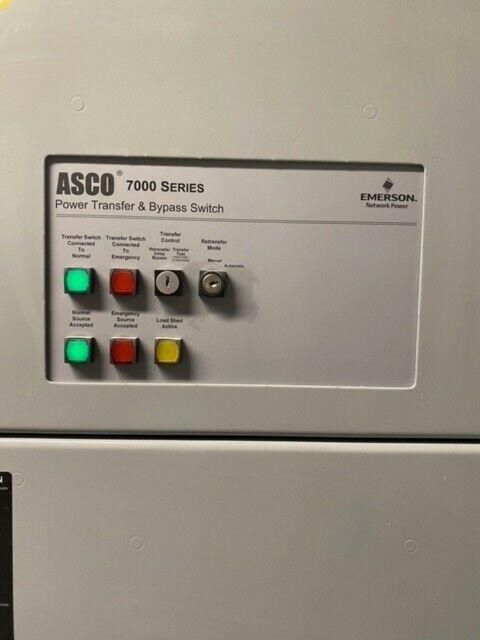 ASCO® 7000 SERIES
Power Transfer & Bypass Switch
EMERSON.
Network Power
Transfer Switch
Connected
To
Normal
Transfer Switch
Connected
To
Emergency
Transfer
Control
Retransfer
Delay
Bypass
Transfer
Test
Retransfer
Mode
Manual
Automatic
Normal
Source
Accepted
Emergency
Source
Accepted
Load Shed
Active
N